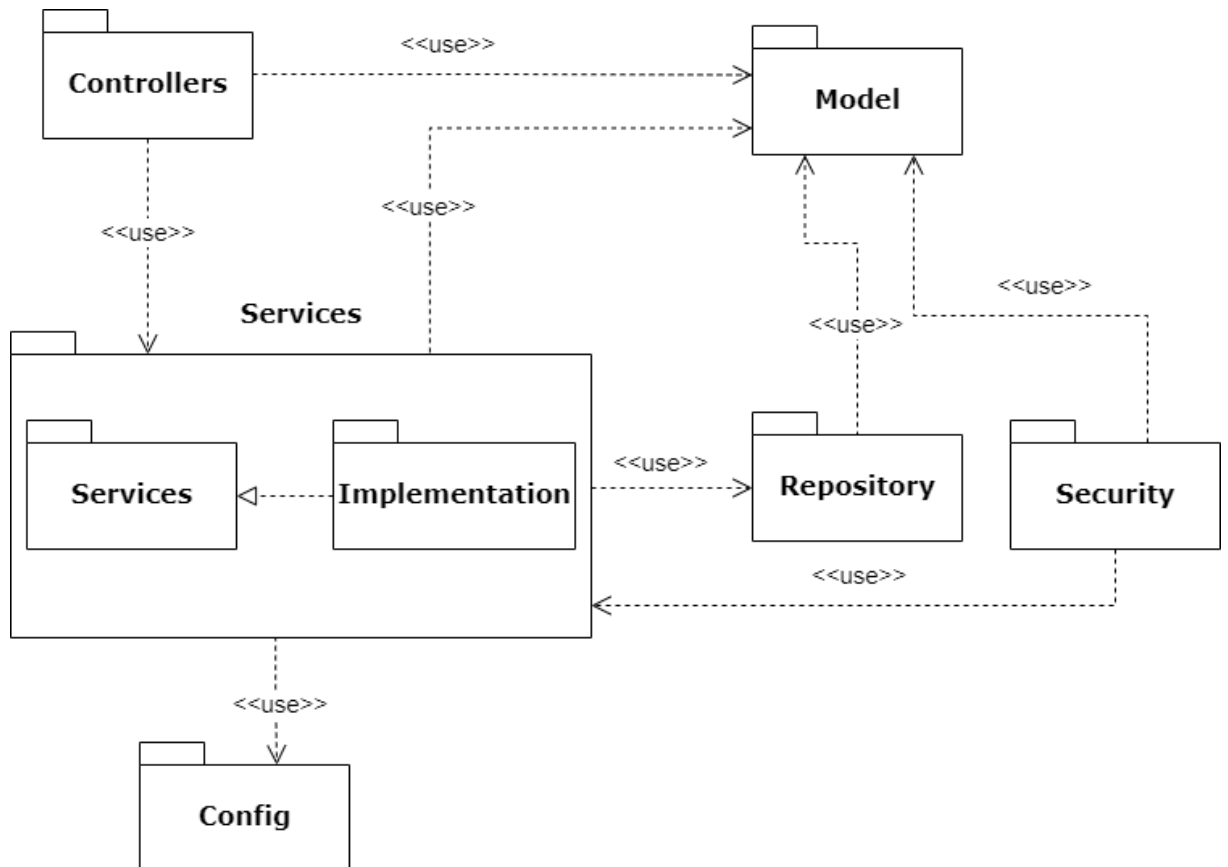 <<use>>
Controllers
Model
<<use>>
<<use>>
<<use>>
Services
<<use>>
Services
Implementation
<<use>>
Repository
Security
<<use>>
<<use>>
Config